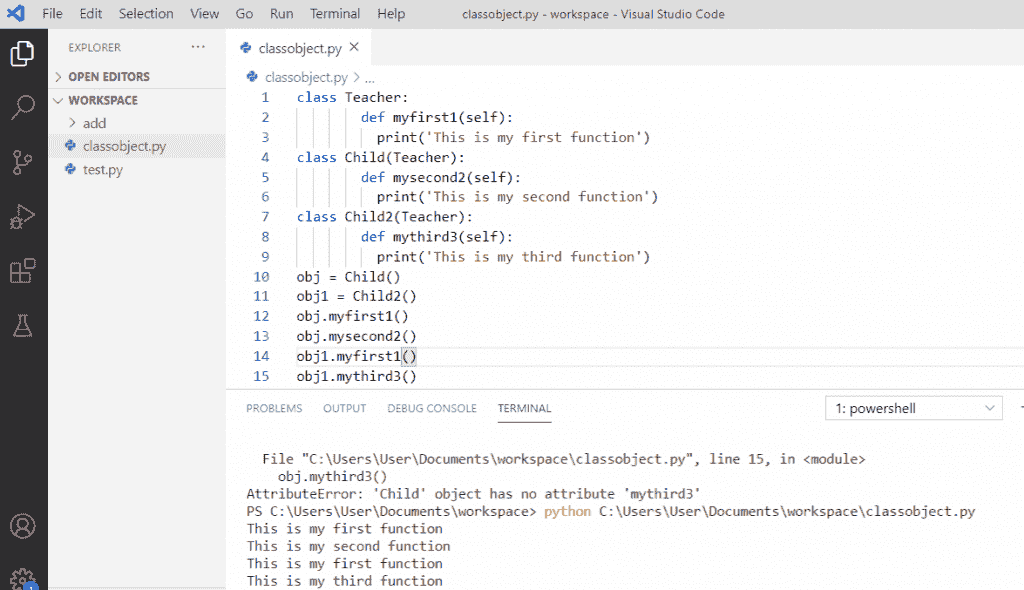 File Edit Selection View Go Run Terminal Help classobject.py - workspace - Visual Studio Code
EXPLORER ...
OPEN EDITORS
WORKSPACE
add
classobject.py
test.py
classobject.py
classobject.py > ...
1 class Teacher:
2 def myfirst1(self):
3 print('This is my first function')
4 class Child(Teacher):
5 def mysecond2(self):
6 print('This is my second function')
7 class Child2(Teacher):
8 def mythird3(self):
9 print('This is my third function')
10 obj = Child()
11 obj1 = Child2()
12 obj.myfirst1()
13 obj.mysecond2()
14 obj1.myfirst1()
15 obj1.mythird3()
PROBLEMS OUTPUT DEBUG CONSOLE TERMINAL 1: powershell
File "C:\Users\User\Documents\workspace\classobject.py", line 15, in <module>
obj.mythird3()
AttributeError: 'Child' object has no attribute 'mythird3'
PS C:\Users\User\Documents\workspace> python C:\Users\User\Documents\workspace\classobject.py
This is my first function
This is my second function
This is my first function
This is my third function
1